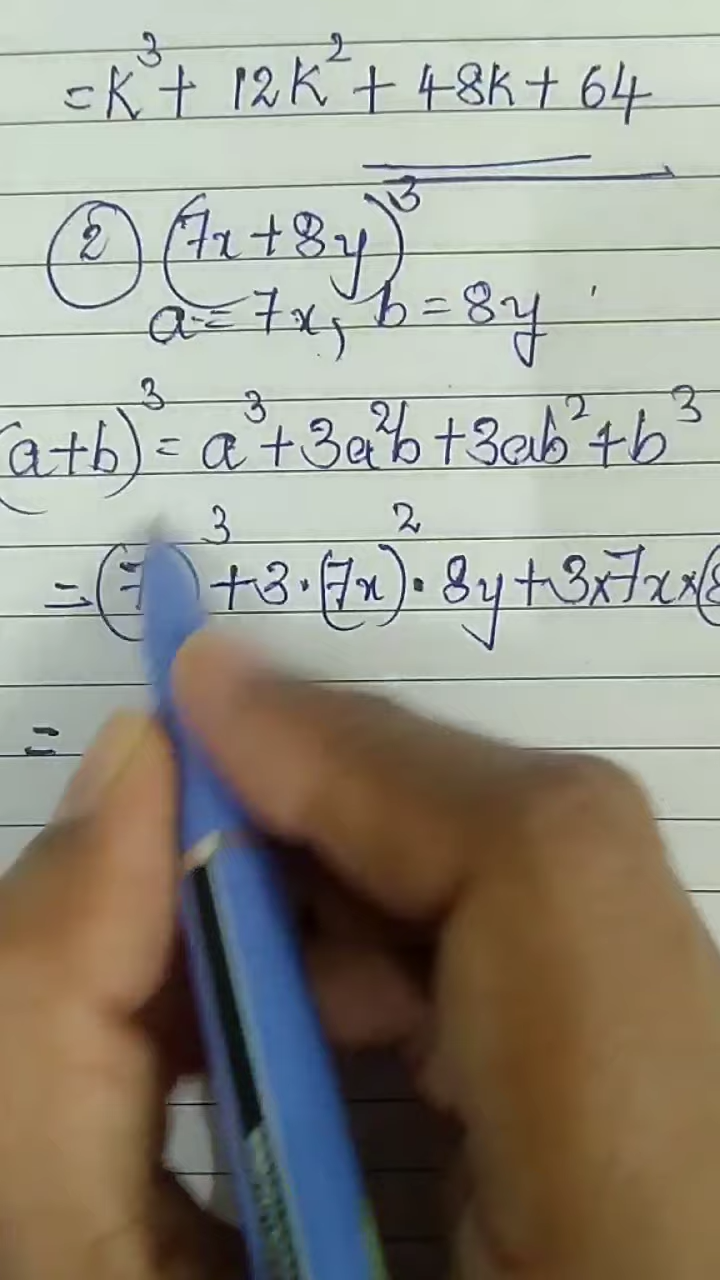 =K³+ 12K²+ 48K+ 64
② (7x+8y)³
a=7x, b=8y
(a+b)³= a³+3a²b+3ab²+b³
=(7 )³+3·(7x)²·8y+3×7x×(
=